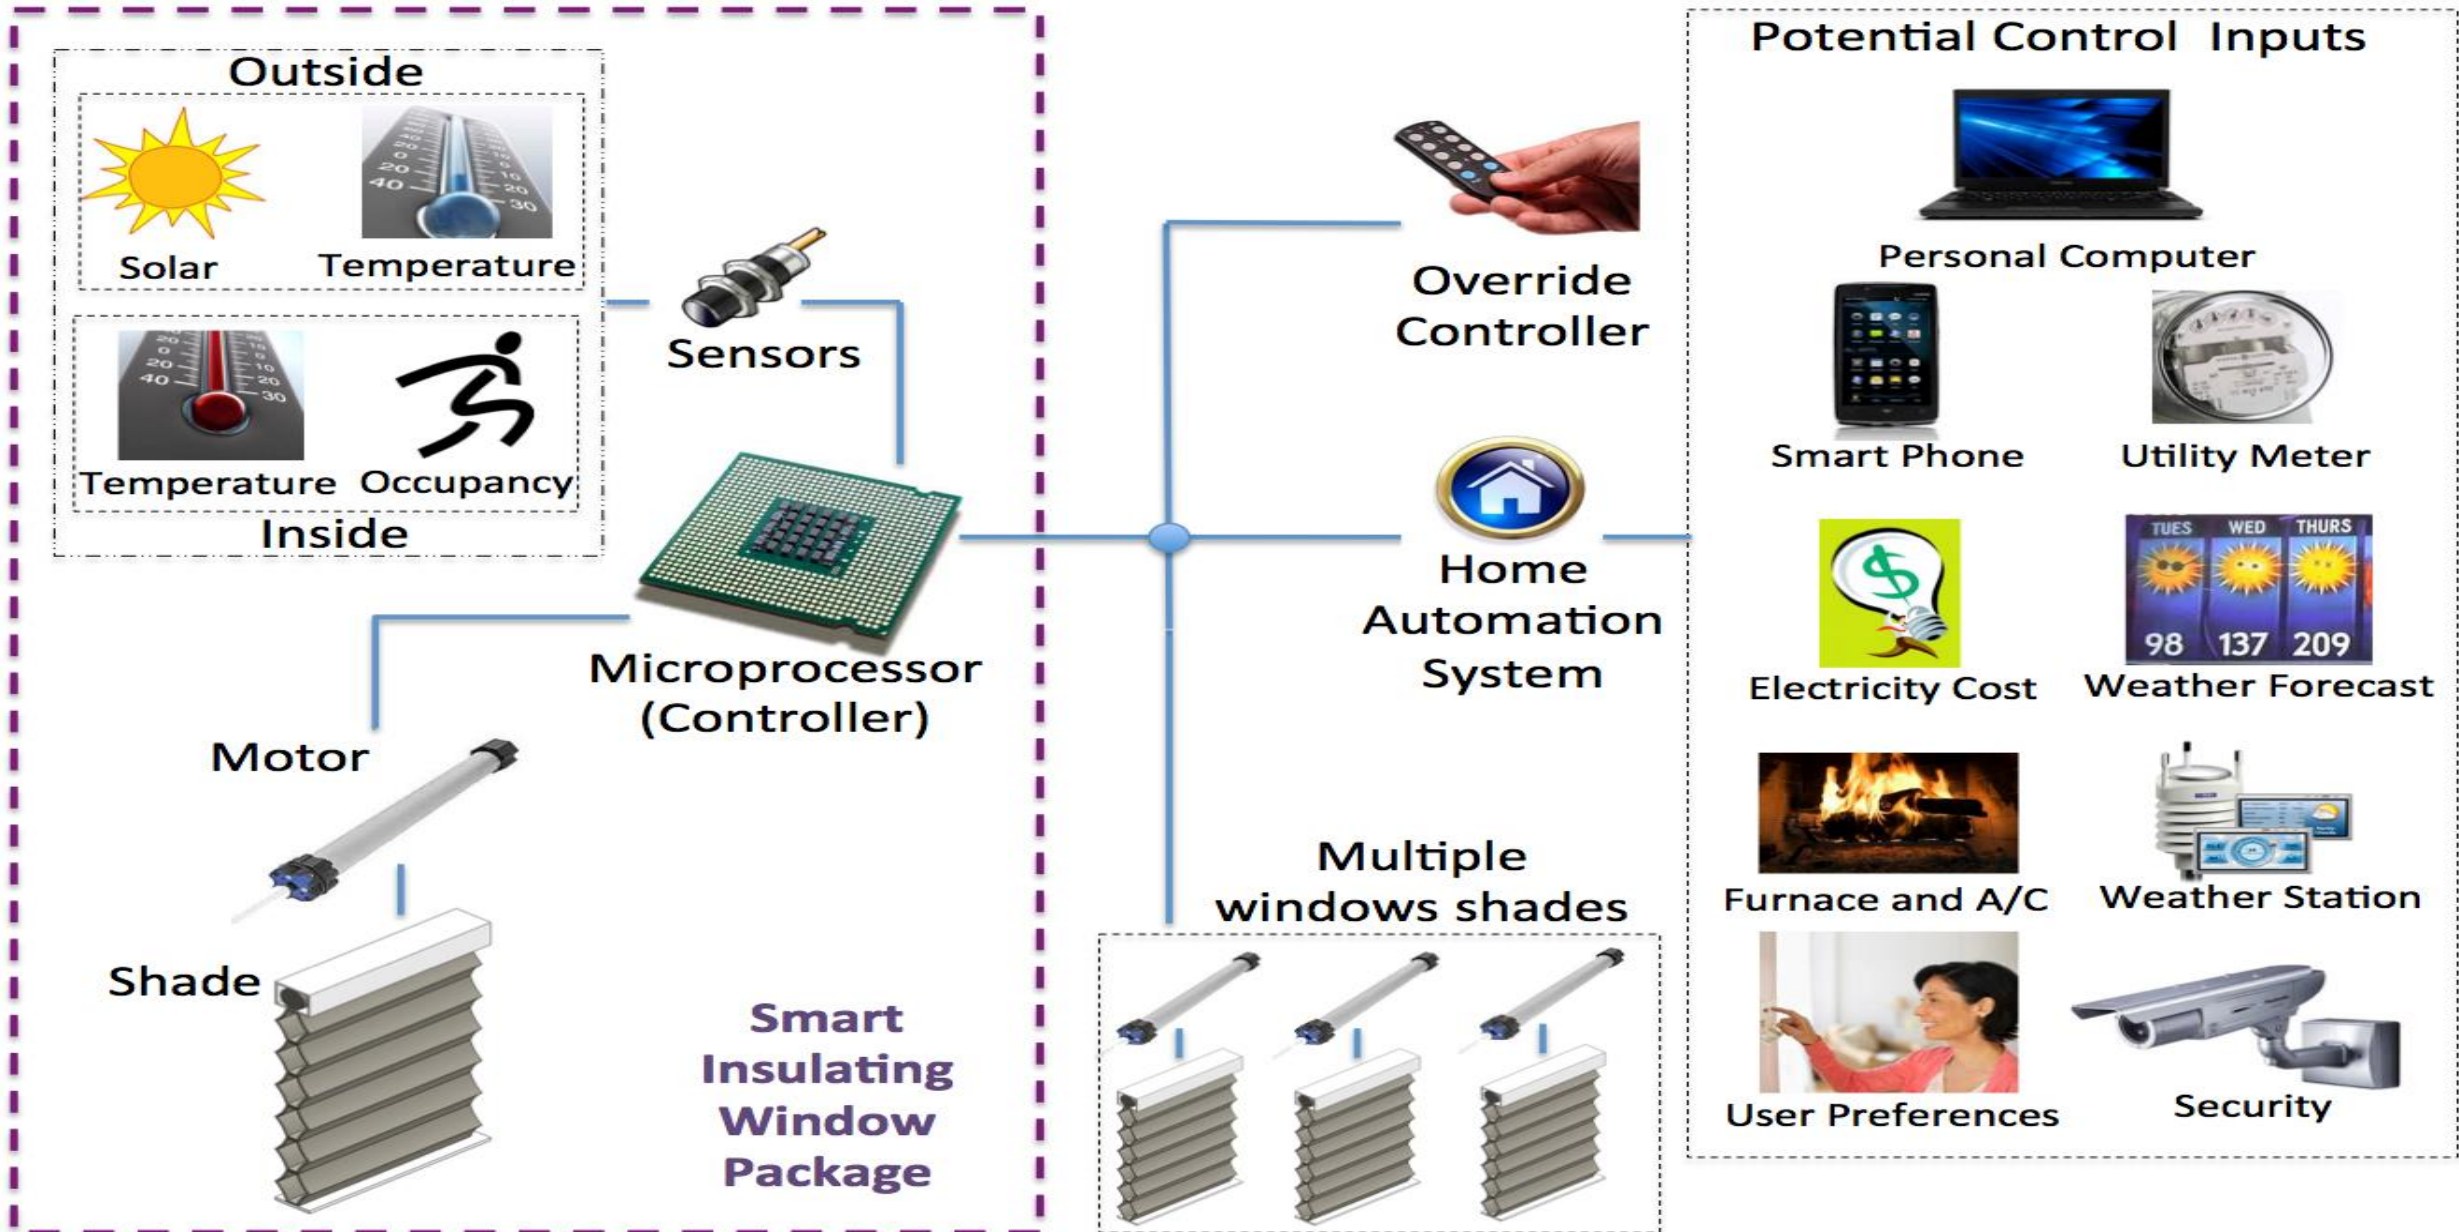 Outside
Solar
Temperature
Temperature
Occupancy
Inside
Sensors
Microprocessor
(Controller)
Motor
Shade
Smart
Insulating
Window
Package
Override
Controller
Home
Automation
System
Multiple
windows shades
Potential Control Inputs
Personal Computer
Smart Phone
Utility Meter
TUES WED THURS
98 137 209
Electricity Cost
Weather Forecast
Furnace and A/C
Weather Station
User Preferences
Security